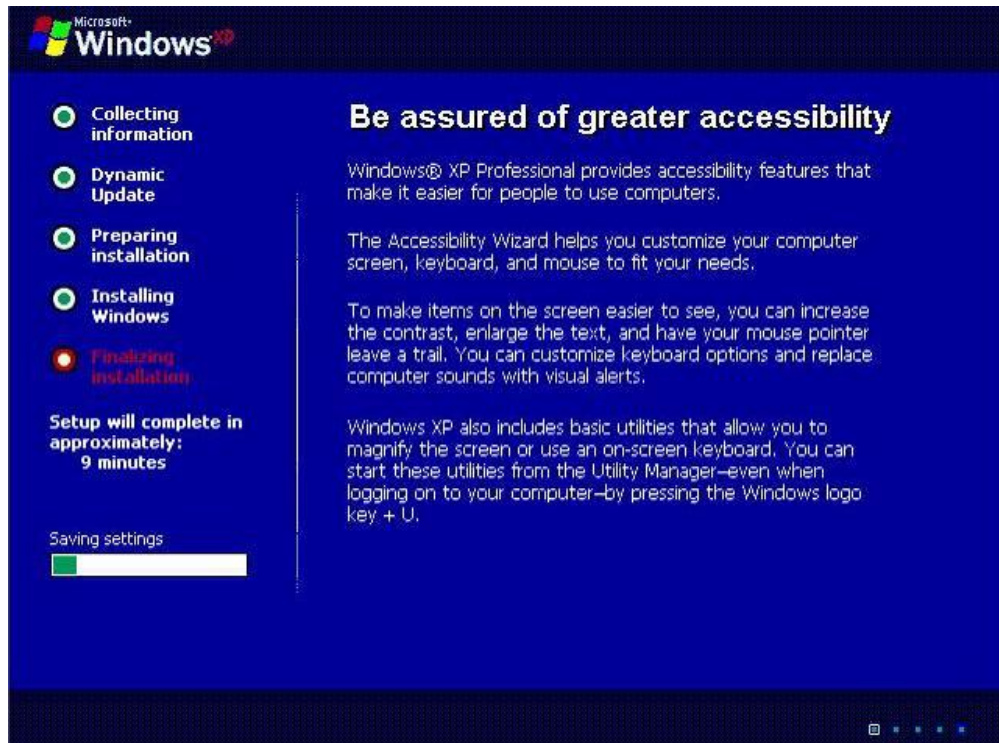 Microsoft®
Windows XP
Collecting
information
Dynamic
Update
Preparing
installation
Installing
Windows
Finalizing
installation
Setup will complete in
approximately:
9 minutes
Saving settings
Be assured of greater accessibility
Windows® XP Professional provides accessibility features that
make it easier for people to use computers.
The Accessibility Wizard helps you customize your computer
screen, keyboard, and mouse to fit your needs.
To make items on the screen easier to see, you can increase
the contrast, enlarge the text, and have your mouse pointer
leave a trail. You can customize keyboard options and replace
computer sounds with visual alerts.
Windows XP also includes basic utilities that allow you to
magnify the screen or use an on-screen keyboard. You can
start these utilities from the Utility Manager—even when
logging on to your computer—by pressing the Windows logo
key + U.